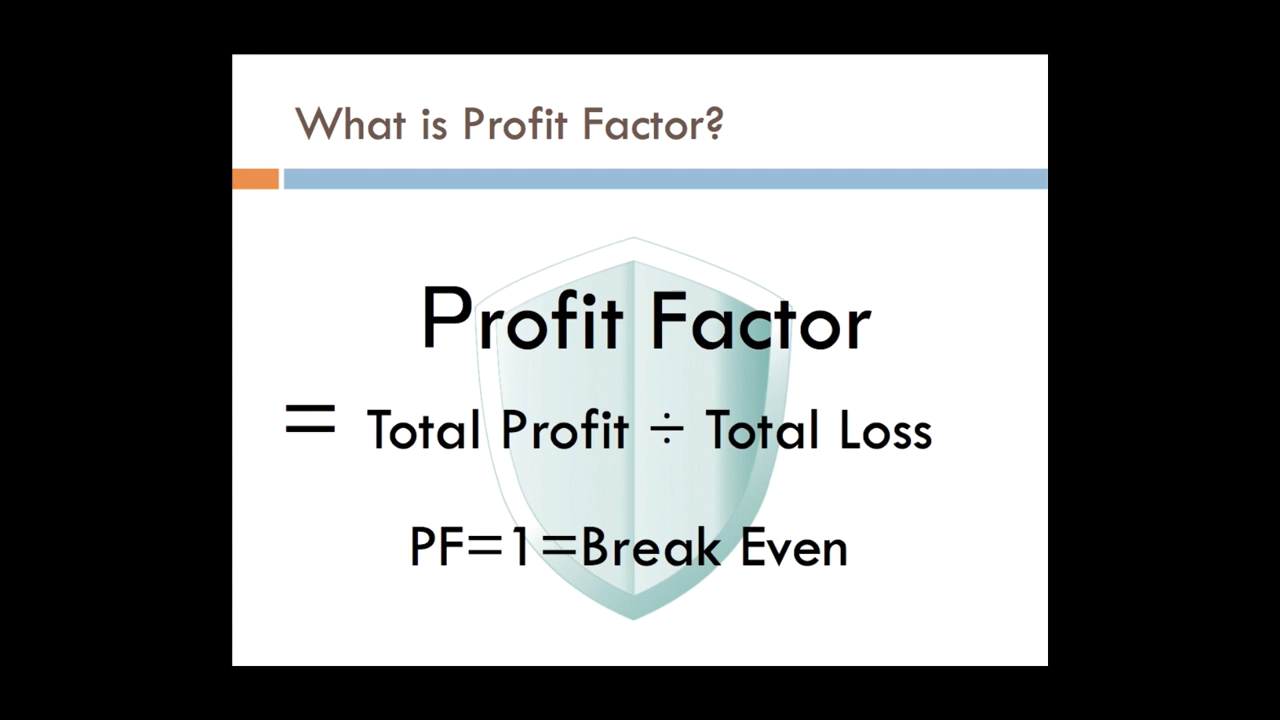 What is Profit Factor?
Profit Factor
= Total Profit ÷ Total Loss
PF=1=Break Even